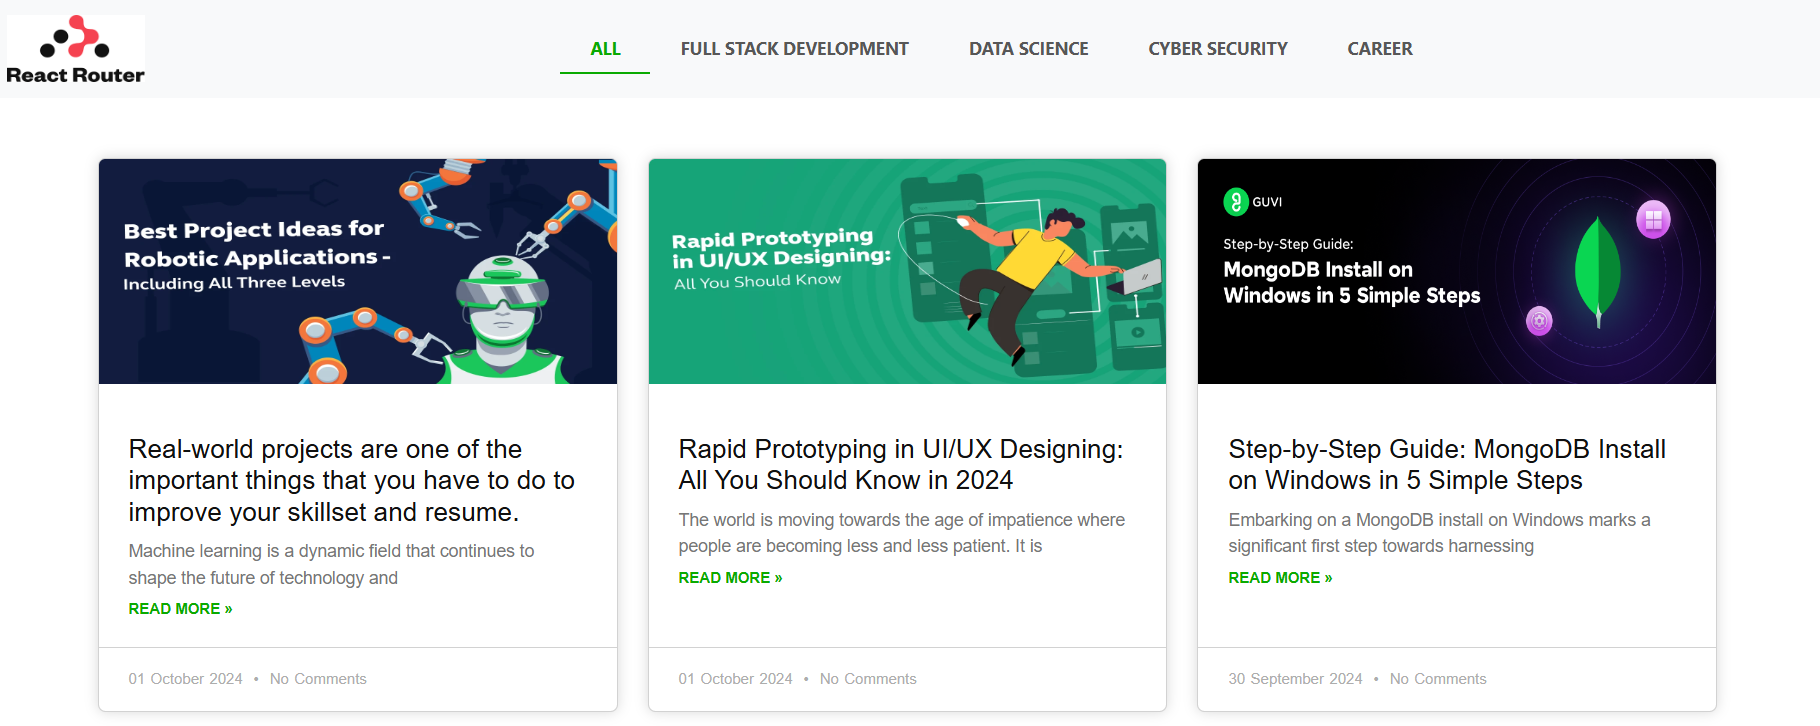 React Router
ALL
FULL STACK DEVELOPMENT
DATA SCIENCE
CYBER SECURITY
CAREER
Best Project Ideas for
Robotic Applications -
Including All Three Levels
Real-world projects are one of the
important things that you have to do to
improve your skillset and resume.
Machine learning is a dynamic field that continues to
shape the future of technology and
READ MORE »
01 October 2024 • No Comments
Rapid Prototyping
in UI/UX Designing:
All You Should Know
Rapid Prototyping in UI/UX Designing:
All You Should Know in 2024
The world is moving towards the age of impatience where
people are becoming less and less patient. It is
READ MORE »
01 October 2024 • No Comments
GUVI
Step-by-Step Guide:
MongoDB Install on
Windows in 5 Simple Steps
Step-by-Step Guide: MongoDB Install
on Windows in 5 Simple Steps
Embarking on a MongoDB install on Windows marks a
significant first step towards harnessing
READ MORE »
30 September 2024 • No Comments